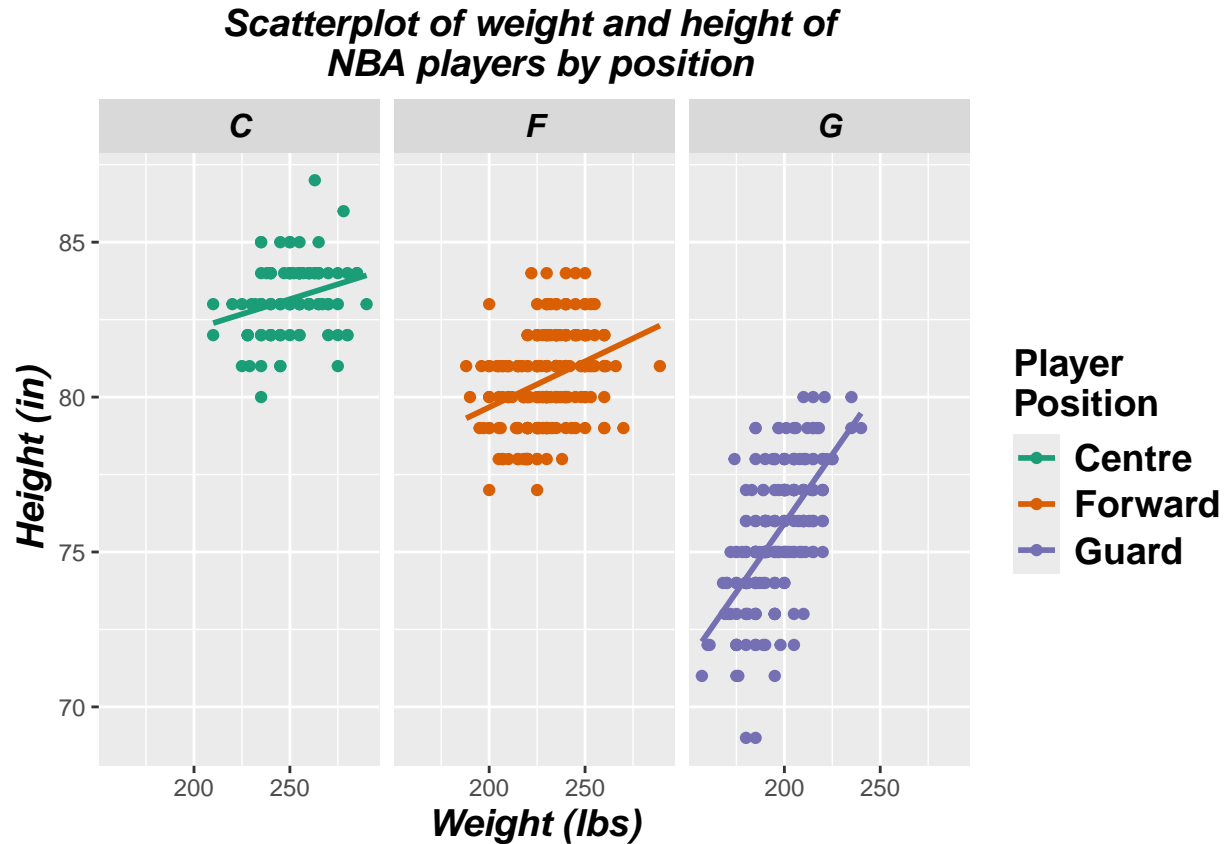 Scatterplot of weight and height of
NBA players by position
C
F
G
Height (in)
85
80
75
70
200
250
200
250
200
250
Weight (lbs)
Player
Position
Centre
Forward
Guard